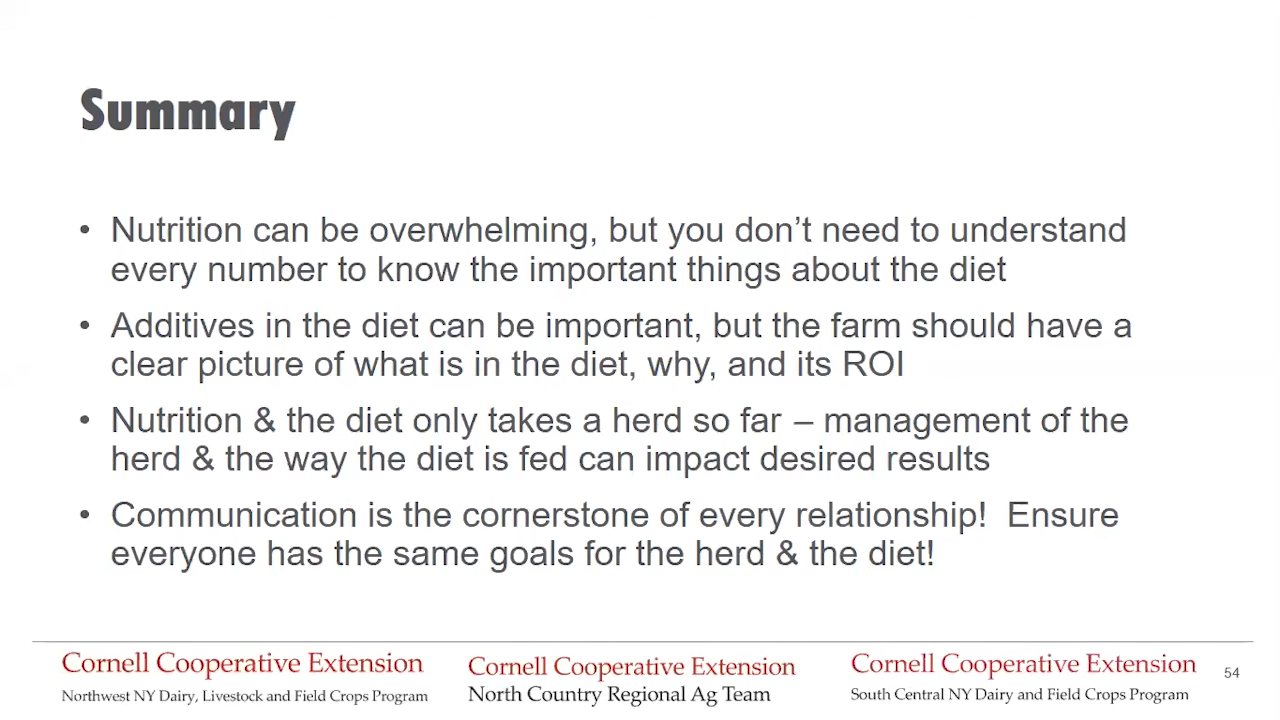 Summary
• Nutrition can be overwhelming, but you don’t need to understand
every number to know the important things about the diet
• Additives in the diet can be important, but the farm should have a
clear picture of what is in the diet, why, and its ROI
• Nutrition & the diet only takes a herd so far – management of the
herd & the way the diet is fed can impact desired results
• Communication is the cornerstone of every relationship!  Ensure
everyone has the same goals for the herd & the diet!
Cornell Cooperative Extension
Northwest NY Dairy, Livestock and Field Crops Program
Cornell Cooperative Extension
North Country Regional Ag Team
Cornell Cooperative Extension
South Central NY Dairy and Field Crops Program
54